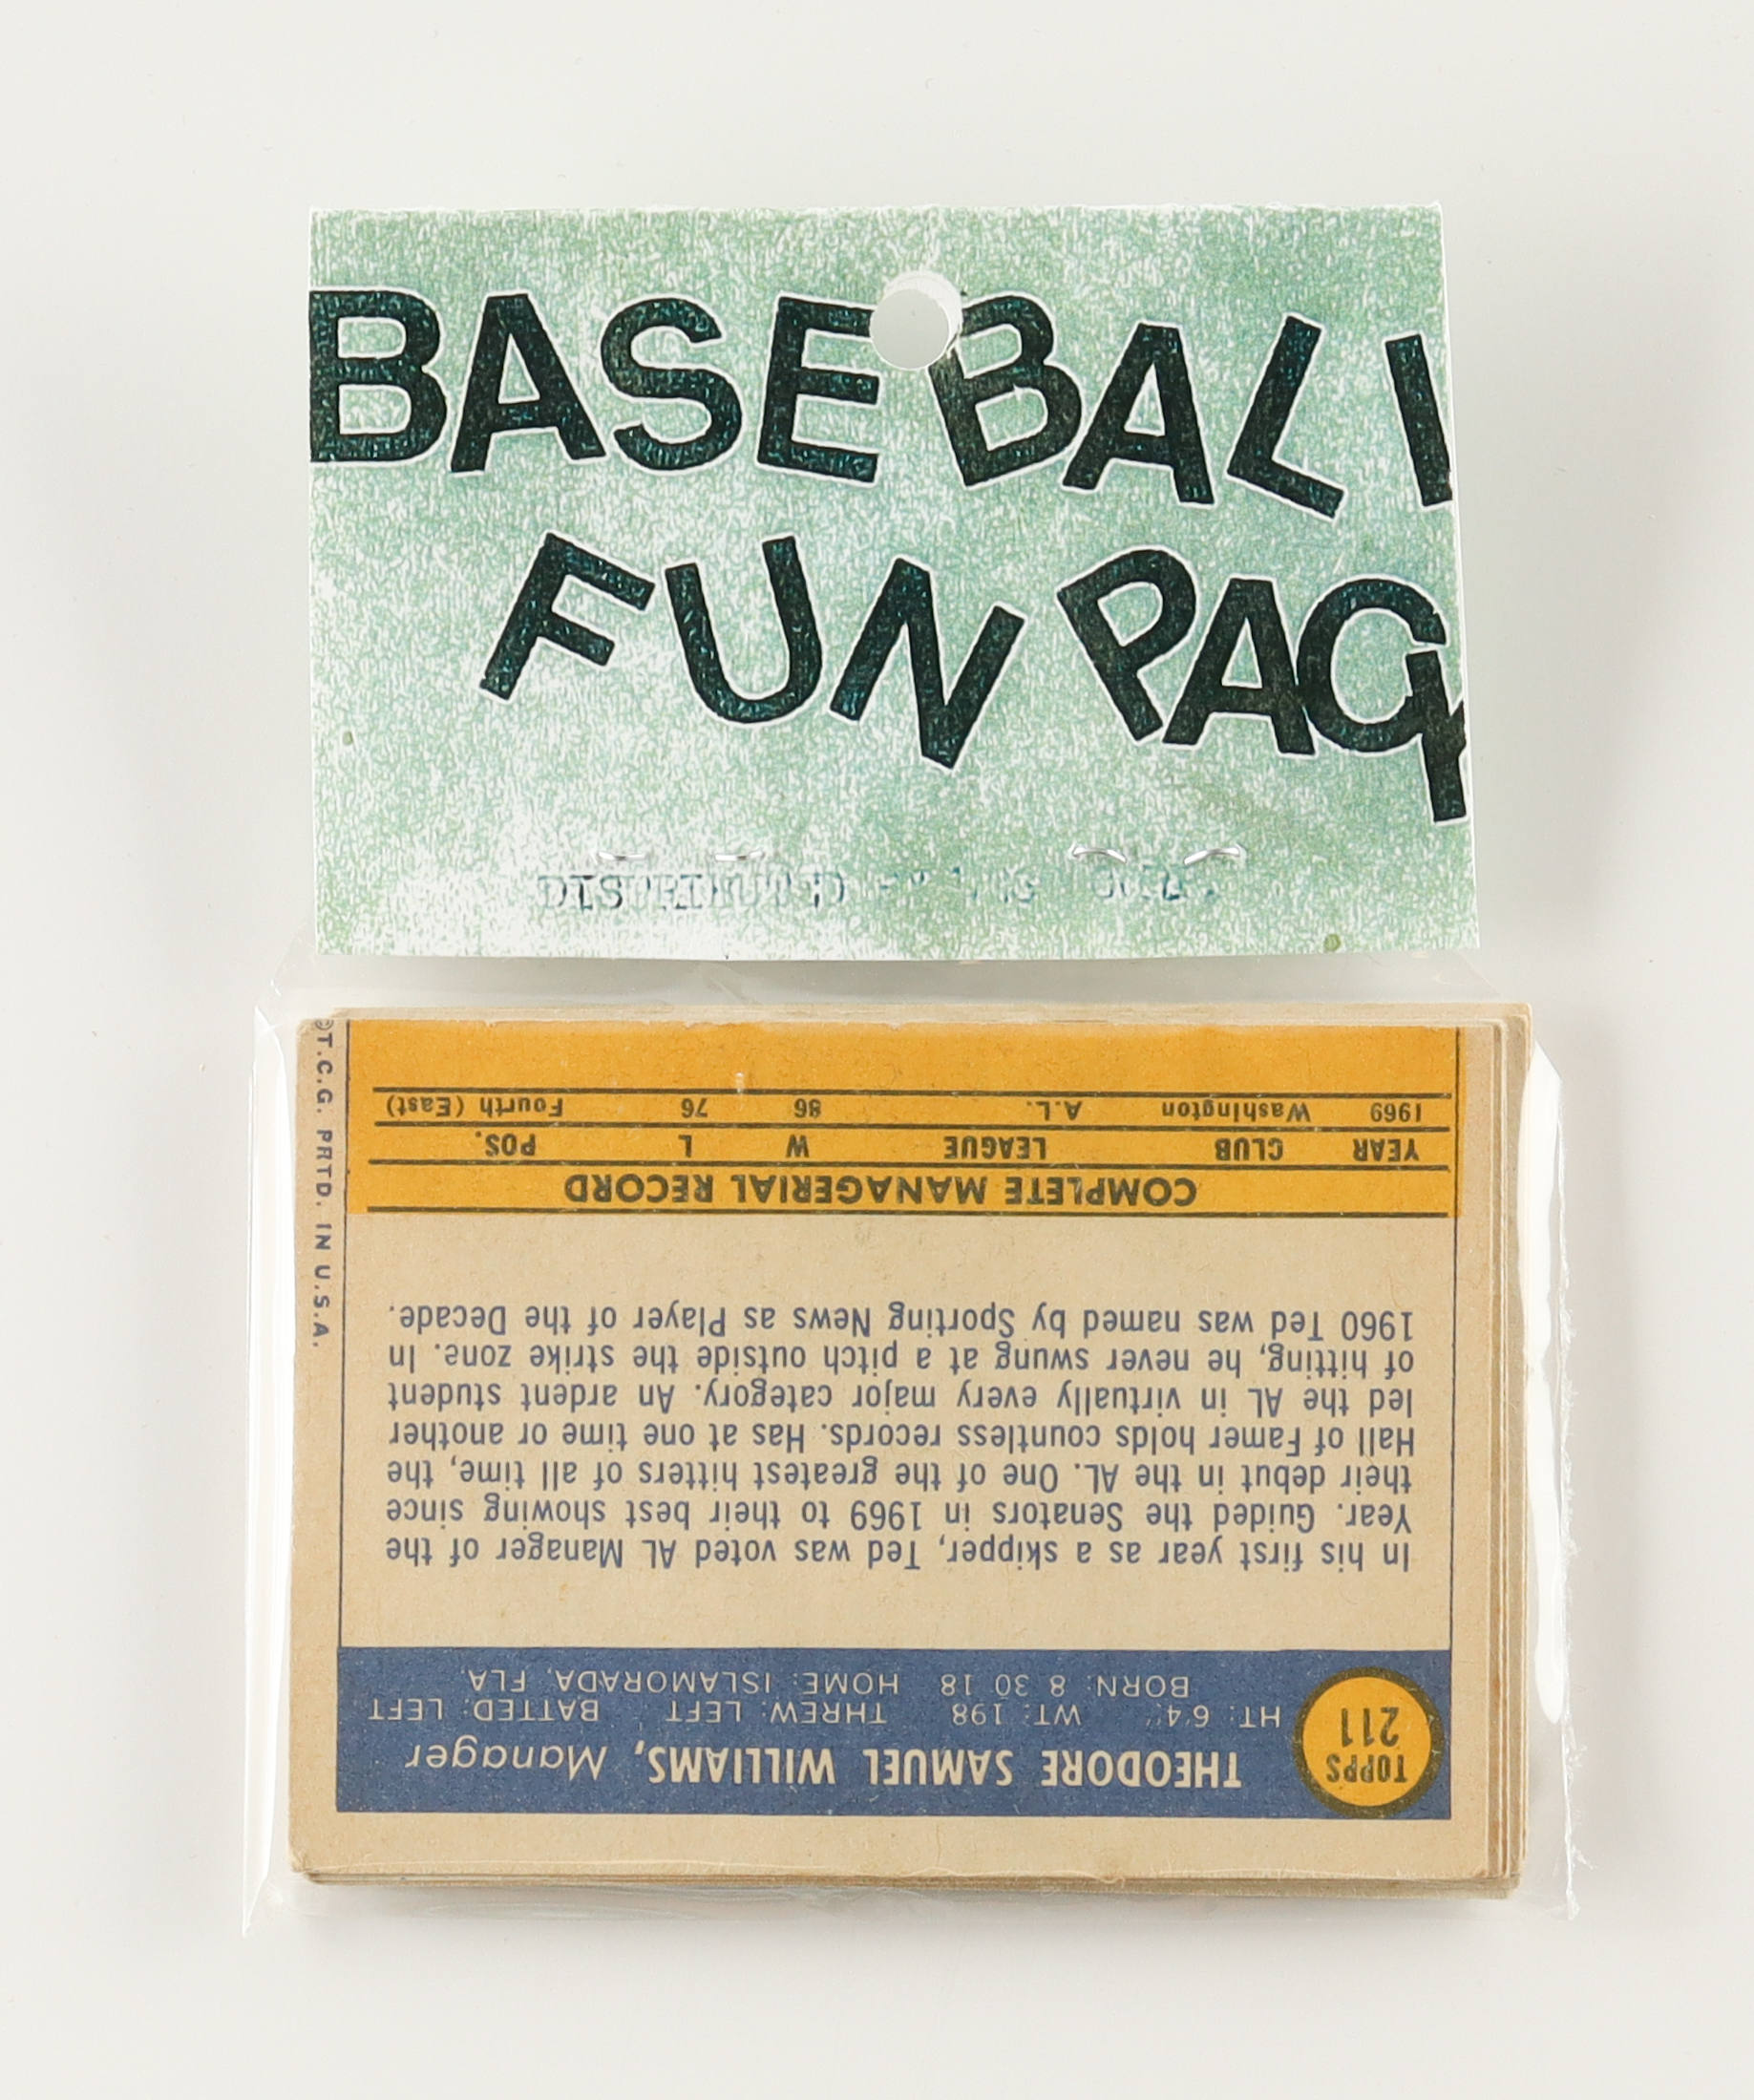 BASEBALL
FUN PACK
DISTRIBUTED
THEODORE SAMUEL WILLIAMS, Manager
HT: 6'4" WT: 198 THREW: LEFT BATTED: LEFT
BORN: 8 30 18 HOME: ISLAMORADA, FLA.
TOPPS
211
In his first year as a skipper, Ted was voted AL Manager of the
Year. Guided the Senators in 1969 to their best showing since
their debut in the AL. One of the greatest hitters of all time, the
Hall of Famer holds countless records. Has at one time or another
led the AL in virtually every major category. An ardent student
of hitting, he never swung at a pitch outside the strike zone. In
1960 Ted was named by Sporting News as Player of the Decade.
COMPLETE MANAGERIAL RECORD
YEAR CLUB LEAGUE W L POS.
1969 Washington A.L. 86 76 Fourth (East)
©T.C.G. PRTD. IN U.S.A.